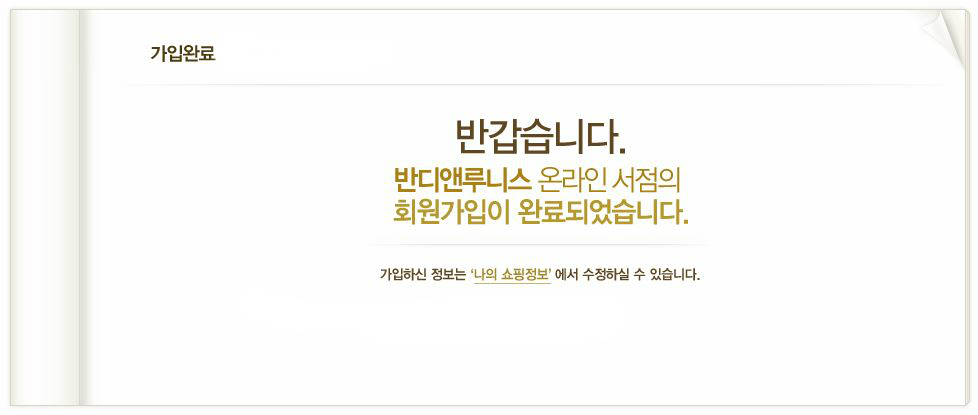 가입완료
반갑습니다.
반디앤루니스 온라인 서점의
회원가입이 완료되었습니다.
가입하신 정보는 '나의 쇼핑정보' 에서 수정하실 수 있습니다.